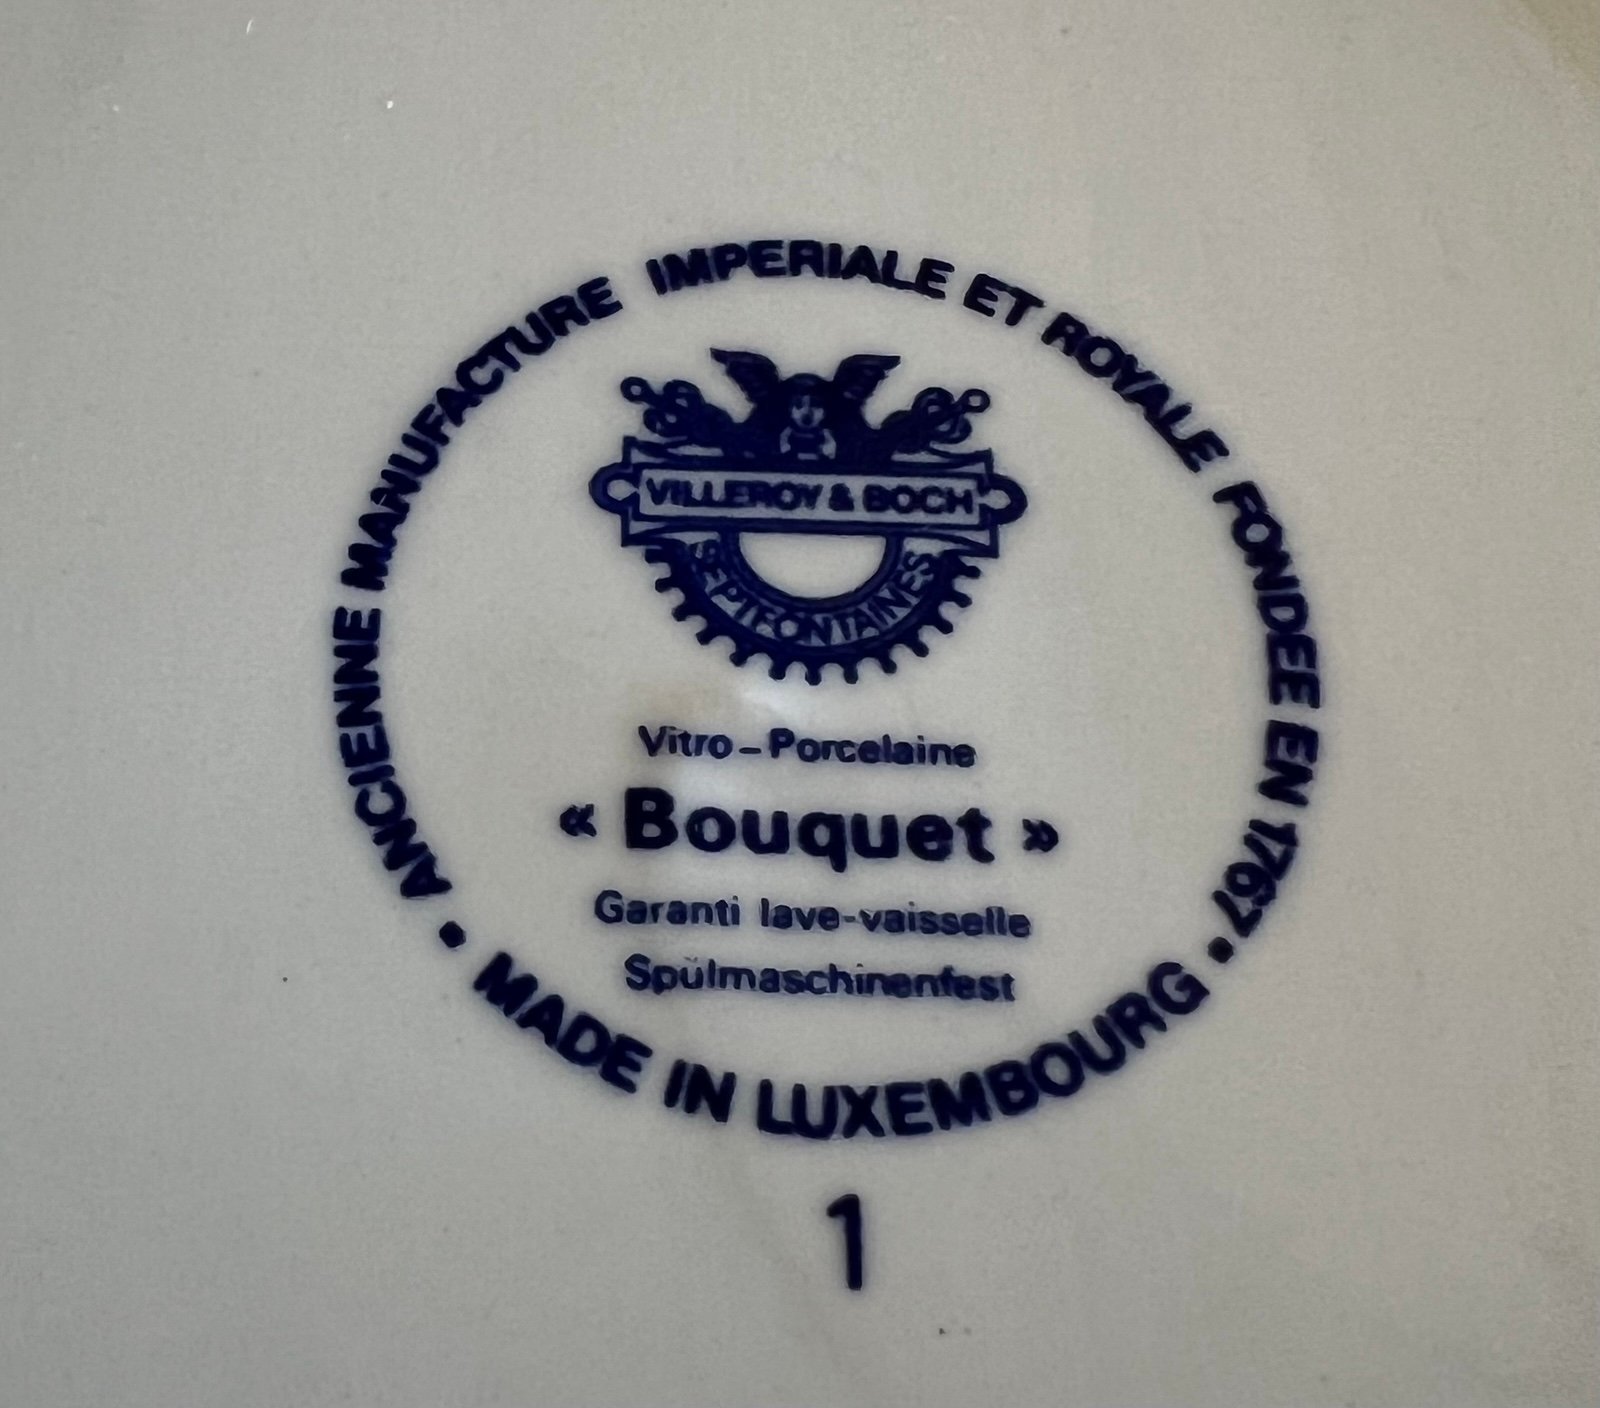 ANCIENNE MANUFACTURE IMPERIALE ET ROYALE FONDEE EN 1767 •
VILLEROY & BOCH
SEPTFONTAINES
Vitro-Porcelaine
« Bouquet »
Garanti lave-vaisselle
Spülmaschinenfest
• MADE IN LUXEMBOURG
1